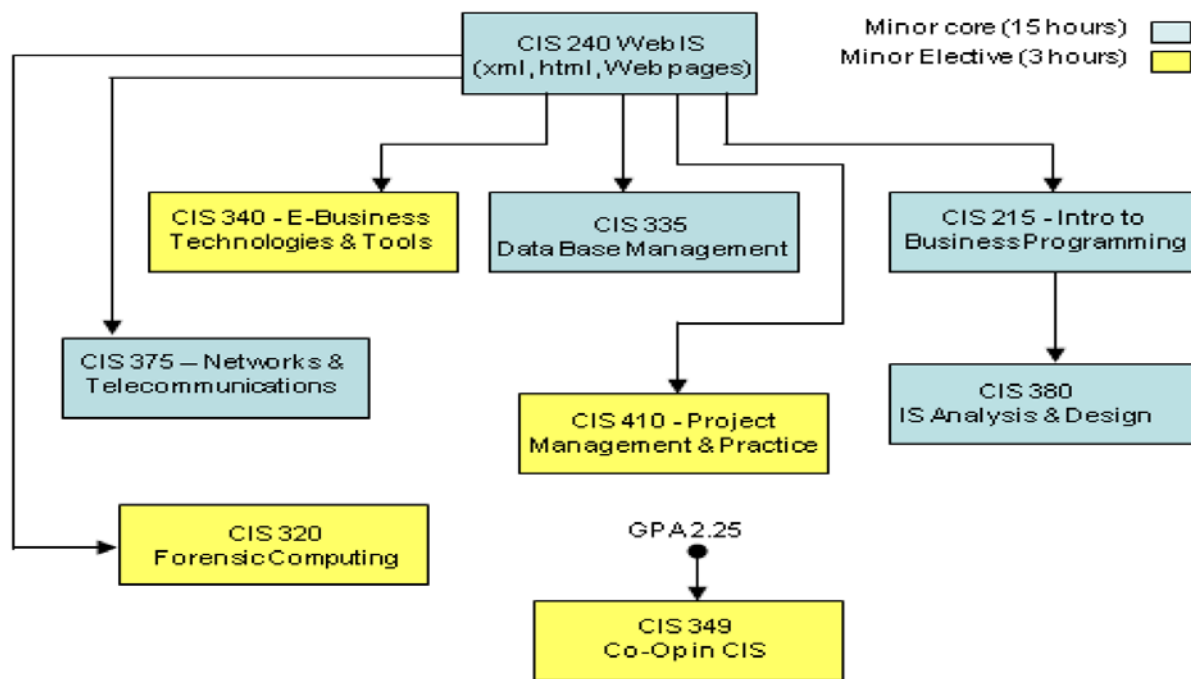 CIS 240 Web IS
(xml, html, Web pages)
Minor core (15 hours)
Minor Elective (3 hours)
CIS 340 - E-Business
Technologies & Tools
CIS 335
Data Base Management
CIS 215 - Intro to
Business Programming
CIS 375 – Networks &
Telecommunications
CIS 410 - Project
Management & Practice
CIS 380
IS Analysis & Design
CIS 320
Forensic Computing
GPA 2.25
CIS 349
Co-Op in CIS